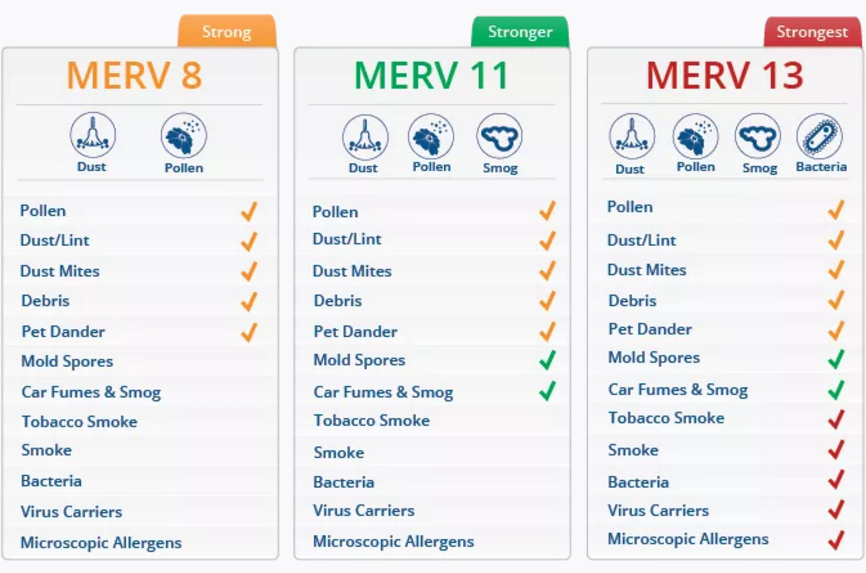 Strong
MERV 8
Dust
Pollen
Pollen
Dust/Lint
Dust Mites
Debris
Pet Dander
Mold Spores
Car Fumes & Smog
Tobacco Smoke
Smoke
Bacteria
Virus Carriers
Microscopic Allergens
Stronger
MERV 11
Dust
Pollen
Smog
Pollen
Dust/Lint
Dust Mites
Debris
Pet Dander
Mold Spores
Car Fumes & Smog
Tobacco Smoke
Smoke
Bacteria
Virus Carriers
Microscopic Allergens
Strongest
MERV 13
Dust
Pollen
Smog
Bacteria
Pollen
Dust/Lint
Dust Mites
Debris
Pet Dander
Mold Spores
Car Fumes & Smog
Tobacco Smoke
Smoke
Bacteria
Virus Carriers
Microscopic Allergens